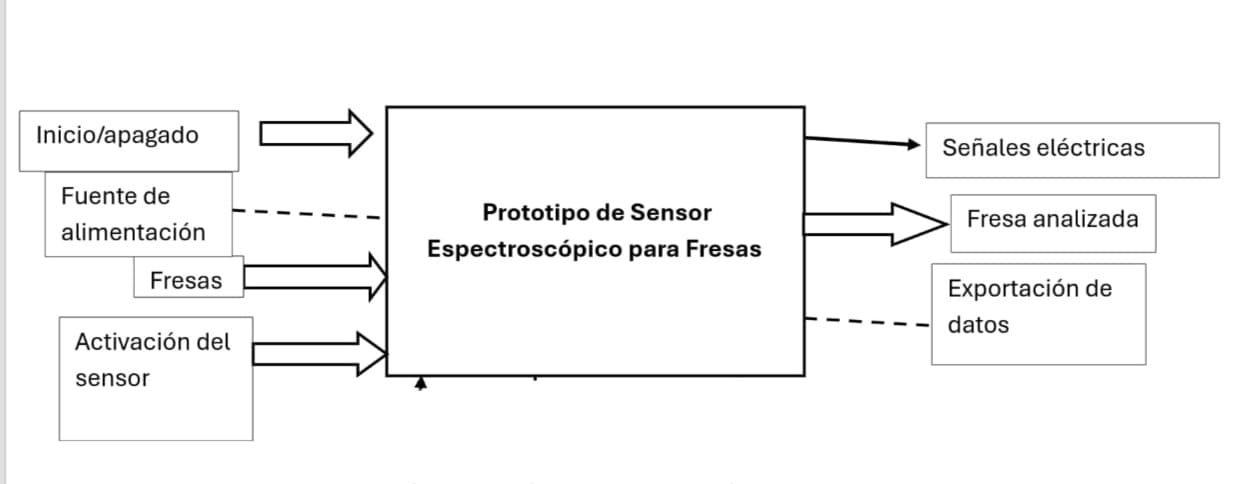 Inicio/apagado
Fuente de
alimentación
Fresas
Activación del
sensor
Prototipo de Sensor
Espectroscópico para Fresas
Señales eléctricas
Fresa analizada
Exportación de
datos